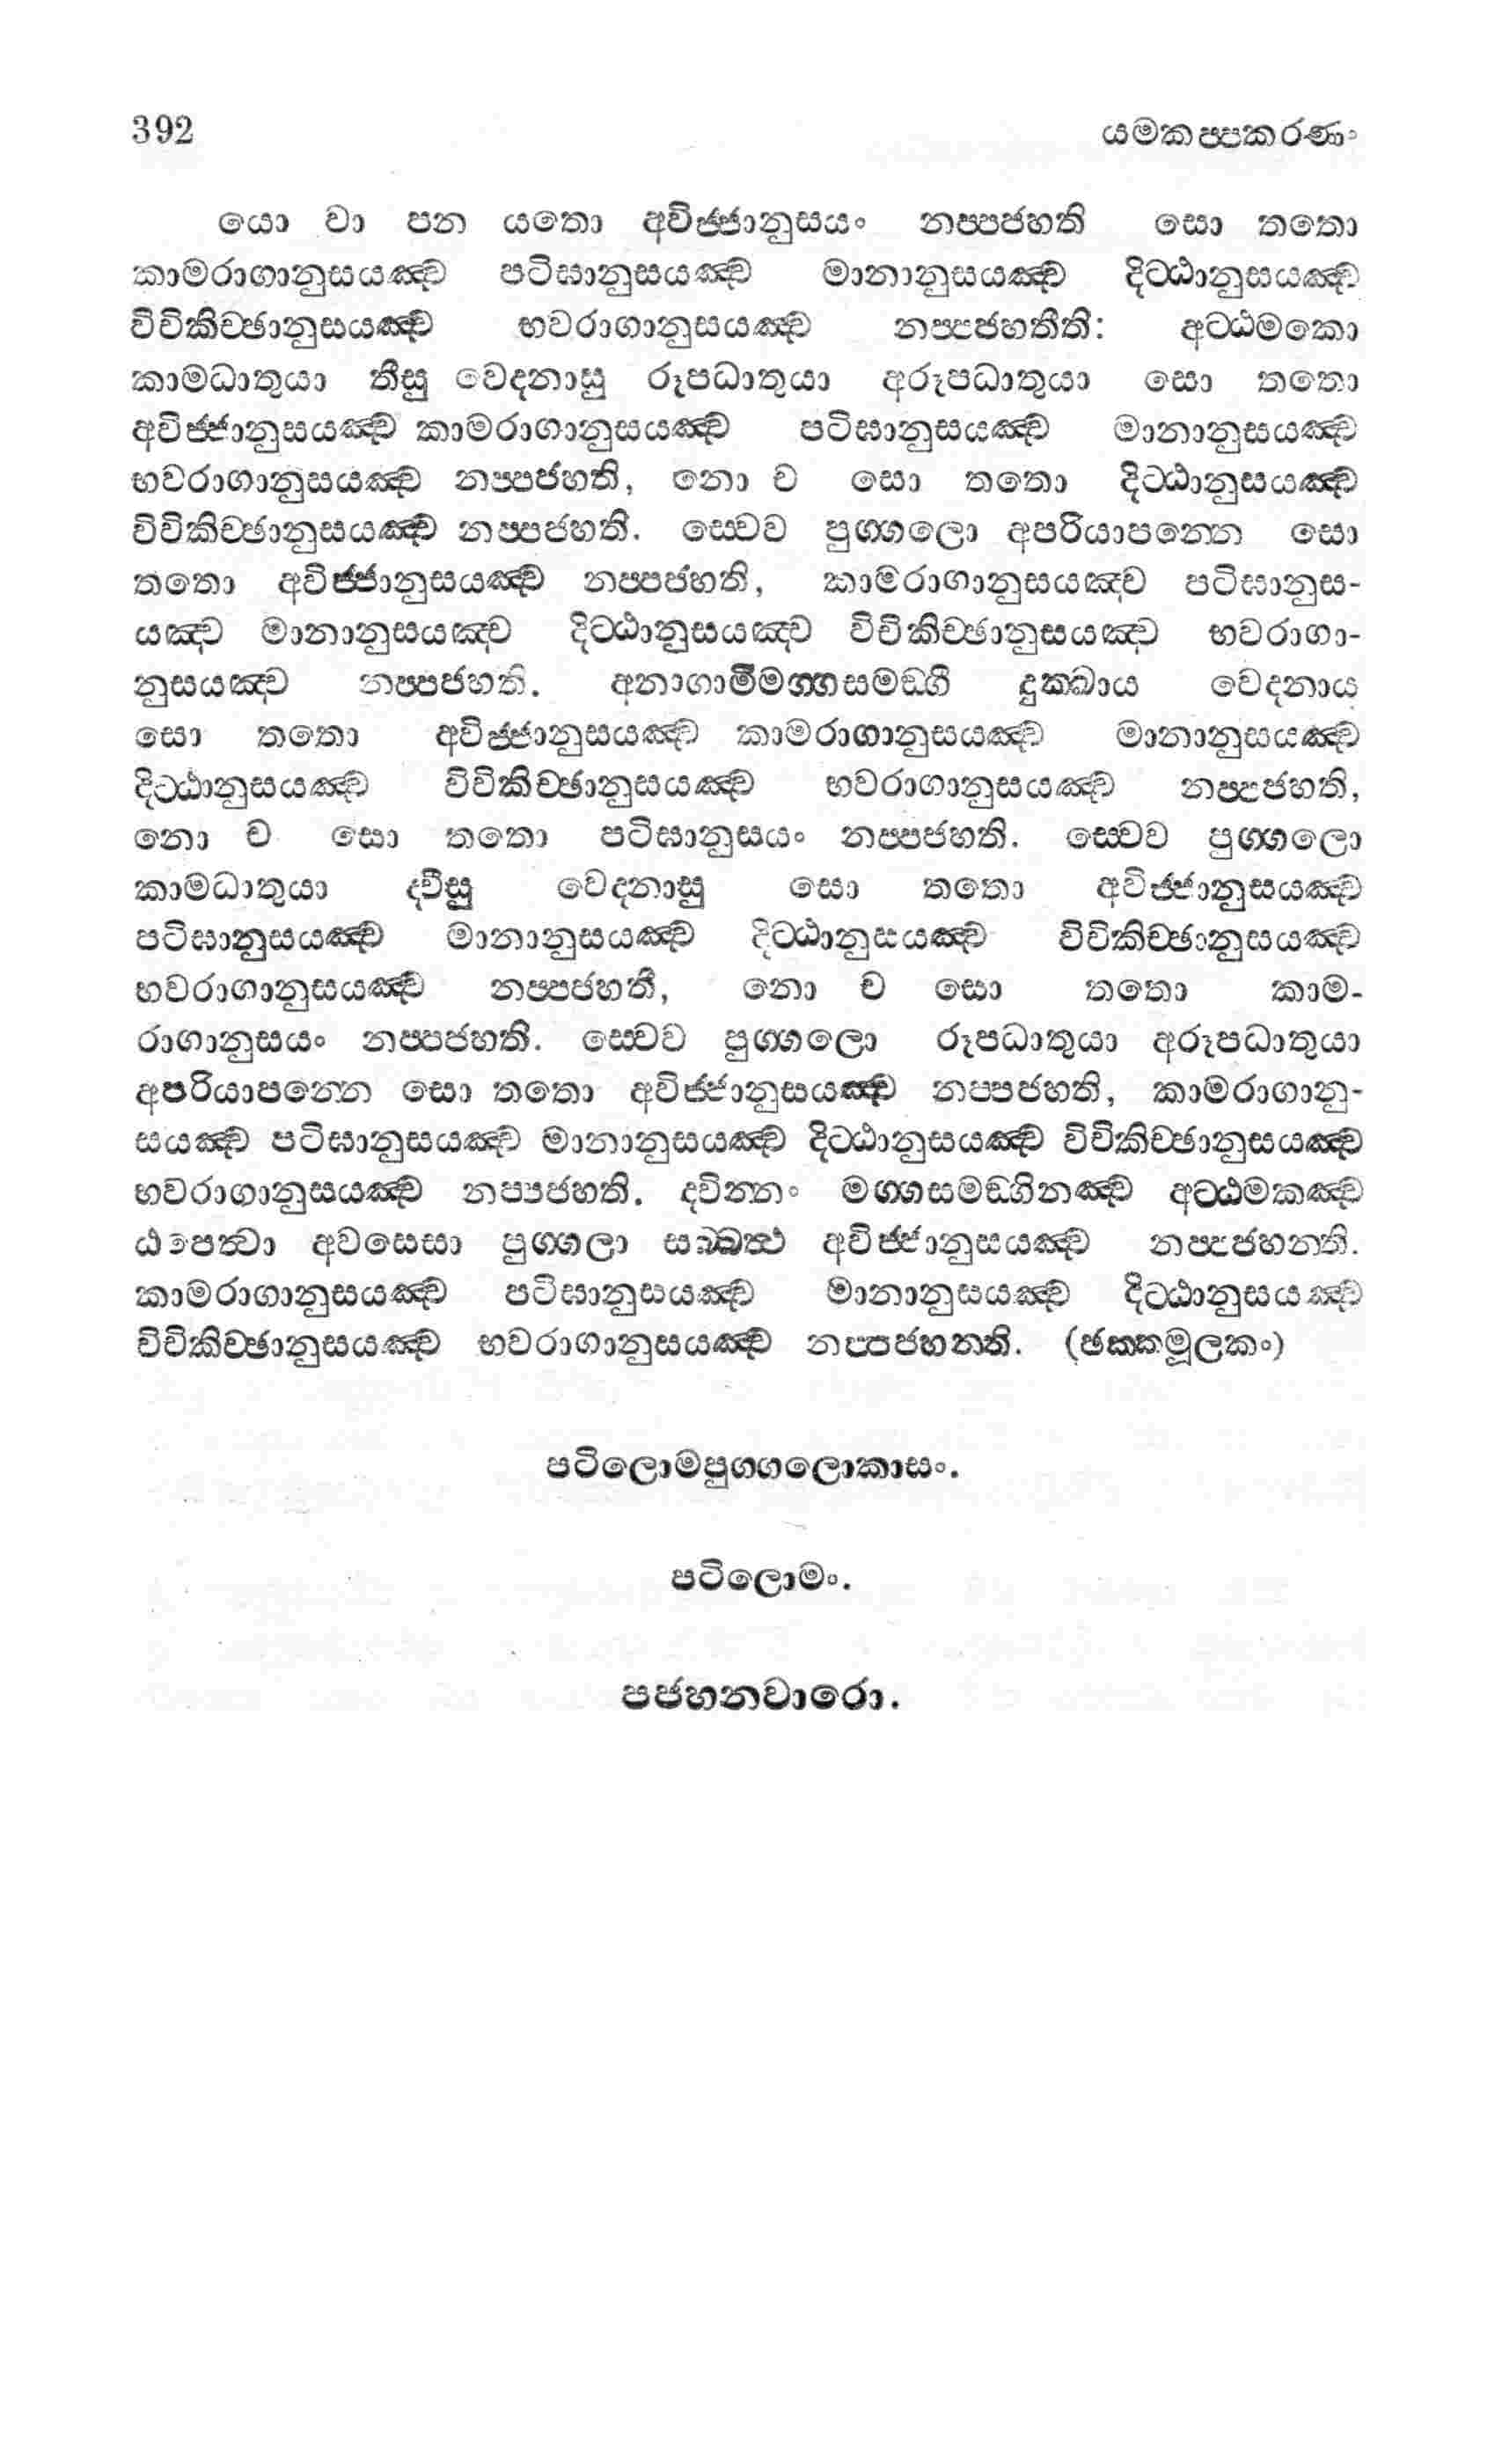 392 යමකප්පකරණං
යො වා පන යතො අවිජ්ජානුසයං නප්පජහති සො තතො
කාමරාගානුසයඤ්ච පටිඝානුසයඤ්ච මානානුසයඤ්ච දිට්ඨානුසයඤ්ච
විචිකිච්ඡානුසයඤ්ච භවරාගානුසයඤ්ච නප්පජහතීති: අට්ඨමකො
කාමධාතුයා තීසු වෙදනාසු රූපධාතුයා අරූපධාතුයා සො තතො
අවිජ්ජානුසයඤ්ච කාමරාගානුසයඤ්ච පටිඝානුසයඤ්ච මානානුසයඤ්ච
භවරාගානුසයඤ්ච නප්පජහති, නො ච සො තතො දිට්ඨානුසයඤ්ච
විචිකිච්ඡානුසයඤ්ච නප්පජහති. ස්වෙව පුග්ගලො අපරියාපන්නෙ සො
තතො අවිජ්ජානුසයඤ්ච නප්පජහති, කාමරාගානුසයඤ්ච පටිඝානුස-
යඤ්ච මානානුසයඤ්ච දිට්ඨානුසයඤ්ච විචිකිච්ඡානුසයඤ්ච භවරාගා-
නුසයඤ්ච නප්පජහති. අනාගාමිමග්ගසමඞ්ගී දුක්ඛාය වෙදනාය
සො තතො අවිජ්ජානුසයඤ්ච කාමරාගානුසයඤ්ච මානානුසයඤ්ච
දිට්ඨානුසයඤ්ච විචිකිච්ඡානුසයඤ්ච භවරාගානුසයඤ්ච නප්පජහති,
නො ච සො තතො පටිඝානුසයං නප්පජහති. ස්වෙව පුග්ගලො
කාමධාතුයා ද්වීසු වෙදනාසු සො තතො අවිජ්ජානුසයඤ්ච
පටිඝානුසයඤ්ච මානානුසයඤ්ච දිට්ඨානුසයඤ්ච විචිකිච්ඡානුසයඤ්ච
භවරාගානුසයඤ්ච නප්පජහති, නො ච සො තතො කාම-
රාගානුසයං නප්පජහති. ස්වෙව පුග්ගලො රූපධාතුයා අරූපධාතුයා
අපරියාපන්නෙ සො තතො අවිජ්ජානුසයඤ්ච නප්පජහති, කාමරාගානු-
සයඤ්ච පටිඝානුසයඤ්ච මානානුසයඤ්ච දිට්ඨානුසයඤ්ච විචිකිච්ඡානුසයඤ්ච
භවරාගානුසයඤ්ච නප්පජහති. ද්වින්නං මග්ගසමඞ්ගීනඤ්ච අට්ඨමකඤ්ච
ඨපෙත්වා අවසෙසා පුග්ගලා සබ්බත්ථ අවිජ්ජානුසයඤ්ච නප්පජහන්ති.
කාමරාගානුසයඤ්ච පටිඝානුසයඤ්ච මානානුසයඤ්ච දිට්ඨානුසයඤ්ච
විචිකිච්ඡානුසයඤ්ච භවරාගානුසයඤ්ච නප්පජහන්ති. (ඡක්කමූලකං)
පටිලොමපුග්ගලොකාසං.
පටිලොමං.
පජහනවාරො.